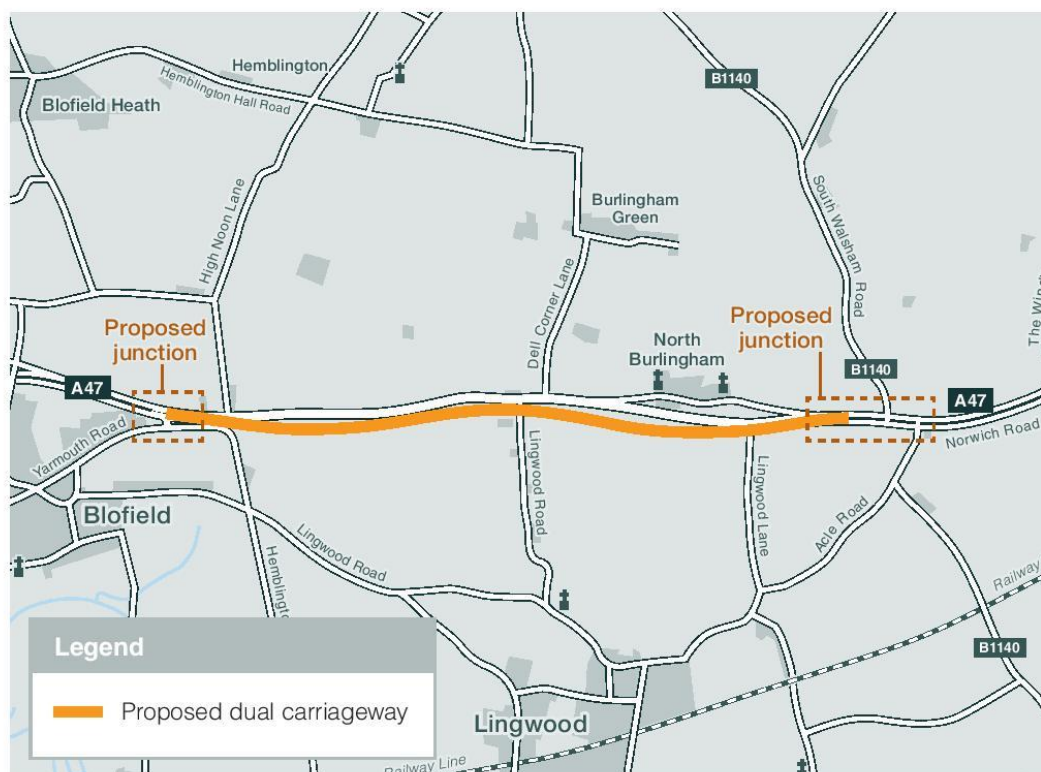 Hemblington
Hemblington Hall Road
Blofield Heath
B1140
High Noon Lane
Burlingham
Green
South Walsham Road
Dell Corner Lane
Proposed
junction
North
Burlingham
Proposed
junction
The
A47
B1140
A47
Norwich Road
Yarmouth Road
Blofield
Lingwood Road
Lingwood Road
Lingwood Lane
Acle Road
Hemblington
Railway
B1140
Legend
Proposed dual carriageway
Lingwood
Railway Line